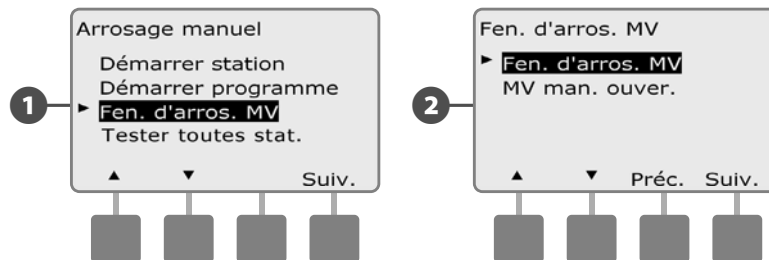 Arrosage manuel
Démarrer station
Démarrer programme
Fen. d'arros. MV
Tester toutes stat.
Suiv.
1
Fen. d'arros. MV
Fen. d'arros. MV
MV man. ouver.
Préc. Suiv.
2